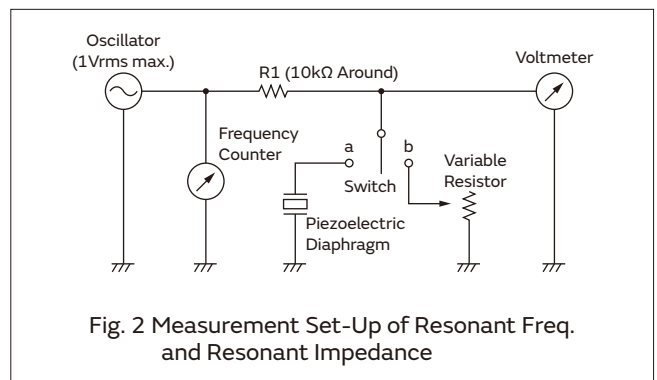 Oscillator
(1Vrms max.)
R1 (10kΩ Around)
Voltmeter
Frequency
Counter
a
b
Switch
Variable
Resistor
Piezoelectric
Diaphragm
Fig. 2 Measurement Set-Up of Resonant Freq.
and Resonant Impedance